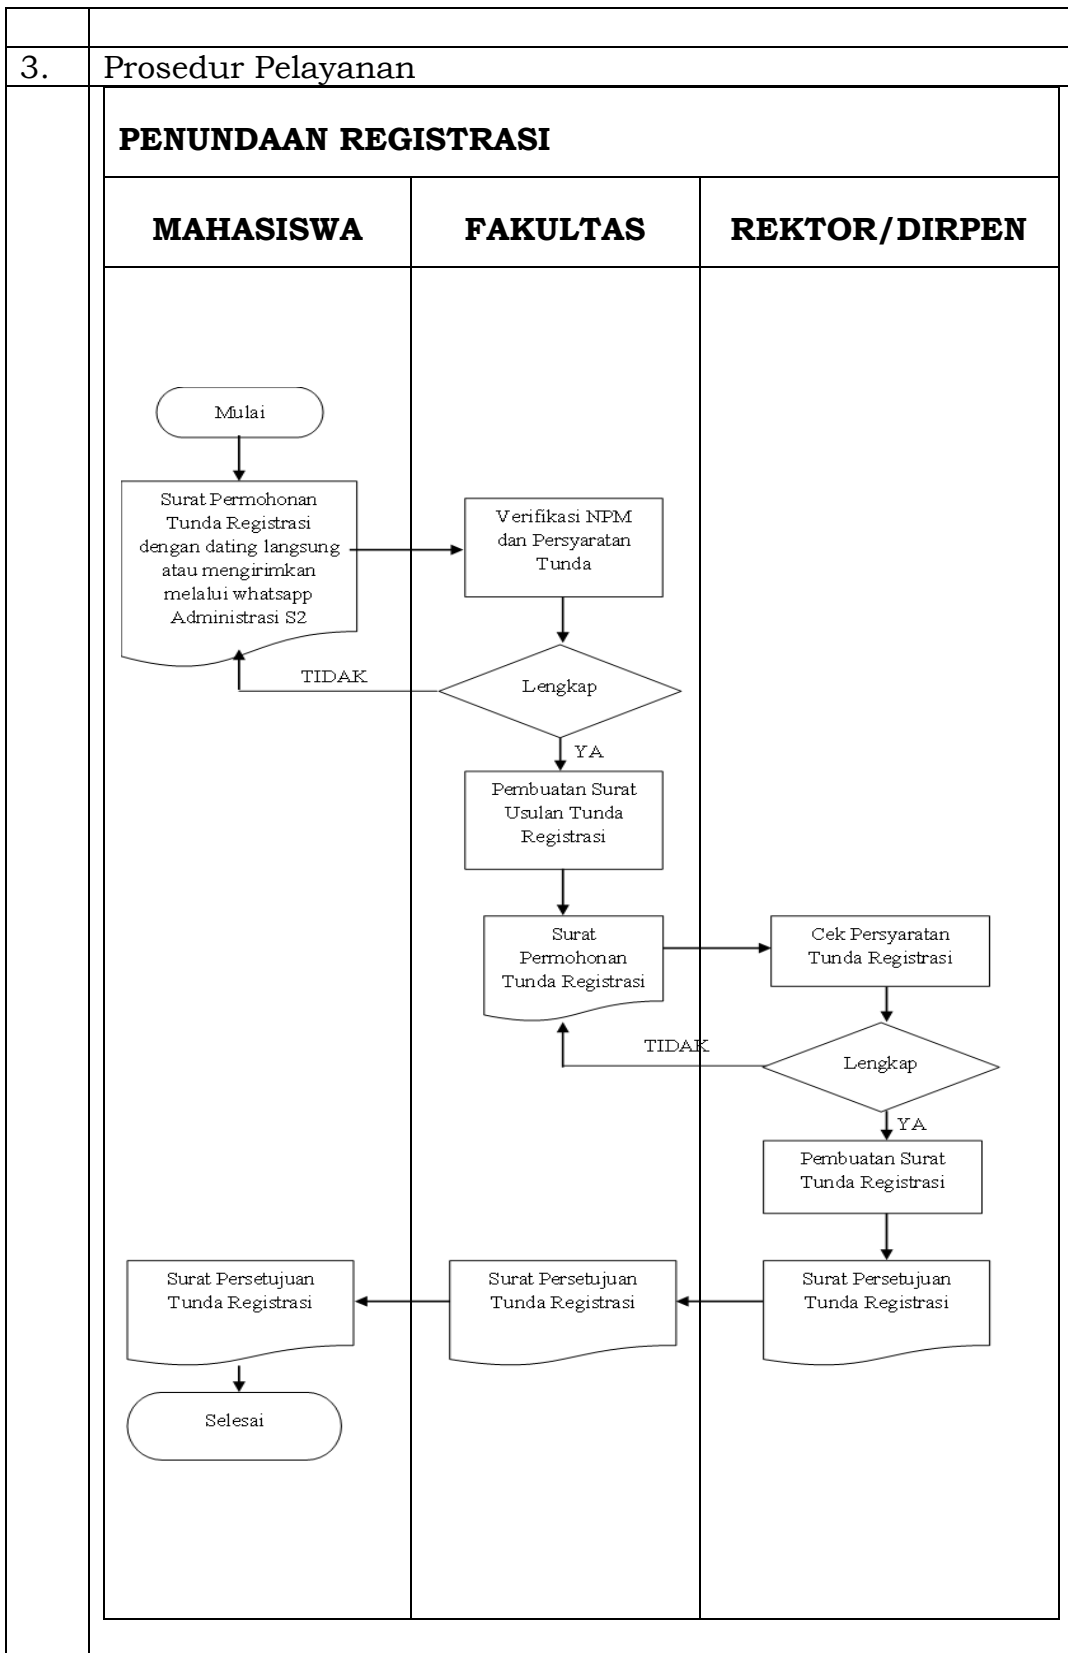 3. Prosedur Pelayanan
PENUNDAAN REGISTRASI
MAHASISWA FAKULTAS REKTOR/DIRPEN
Mulai
Surat Permohonan
Tunda Registrasi
dengan dating langsung
atau mengirimkan
melalui whatsapp
Administrasi S2
Verifikasi NPM
dan Persyaratan
Tunda
TIDAK
Lengkap
YA
Pembuatan Surat
Usulan Tunda
Registrasi
Surat
Permohonan
Tunda Registrasi
Cek Persyaratan
Tunda Registrasi
TIDAK
Lengkap
YA
Pembuatan Surat
Tunda Registrasi
Surat Persetujuan
Tunda Registrasi
Surat Persetujuan
Tunda Registrasi
Surat Persetujuan
Tunda Registrasi
Selesai